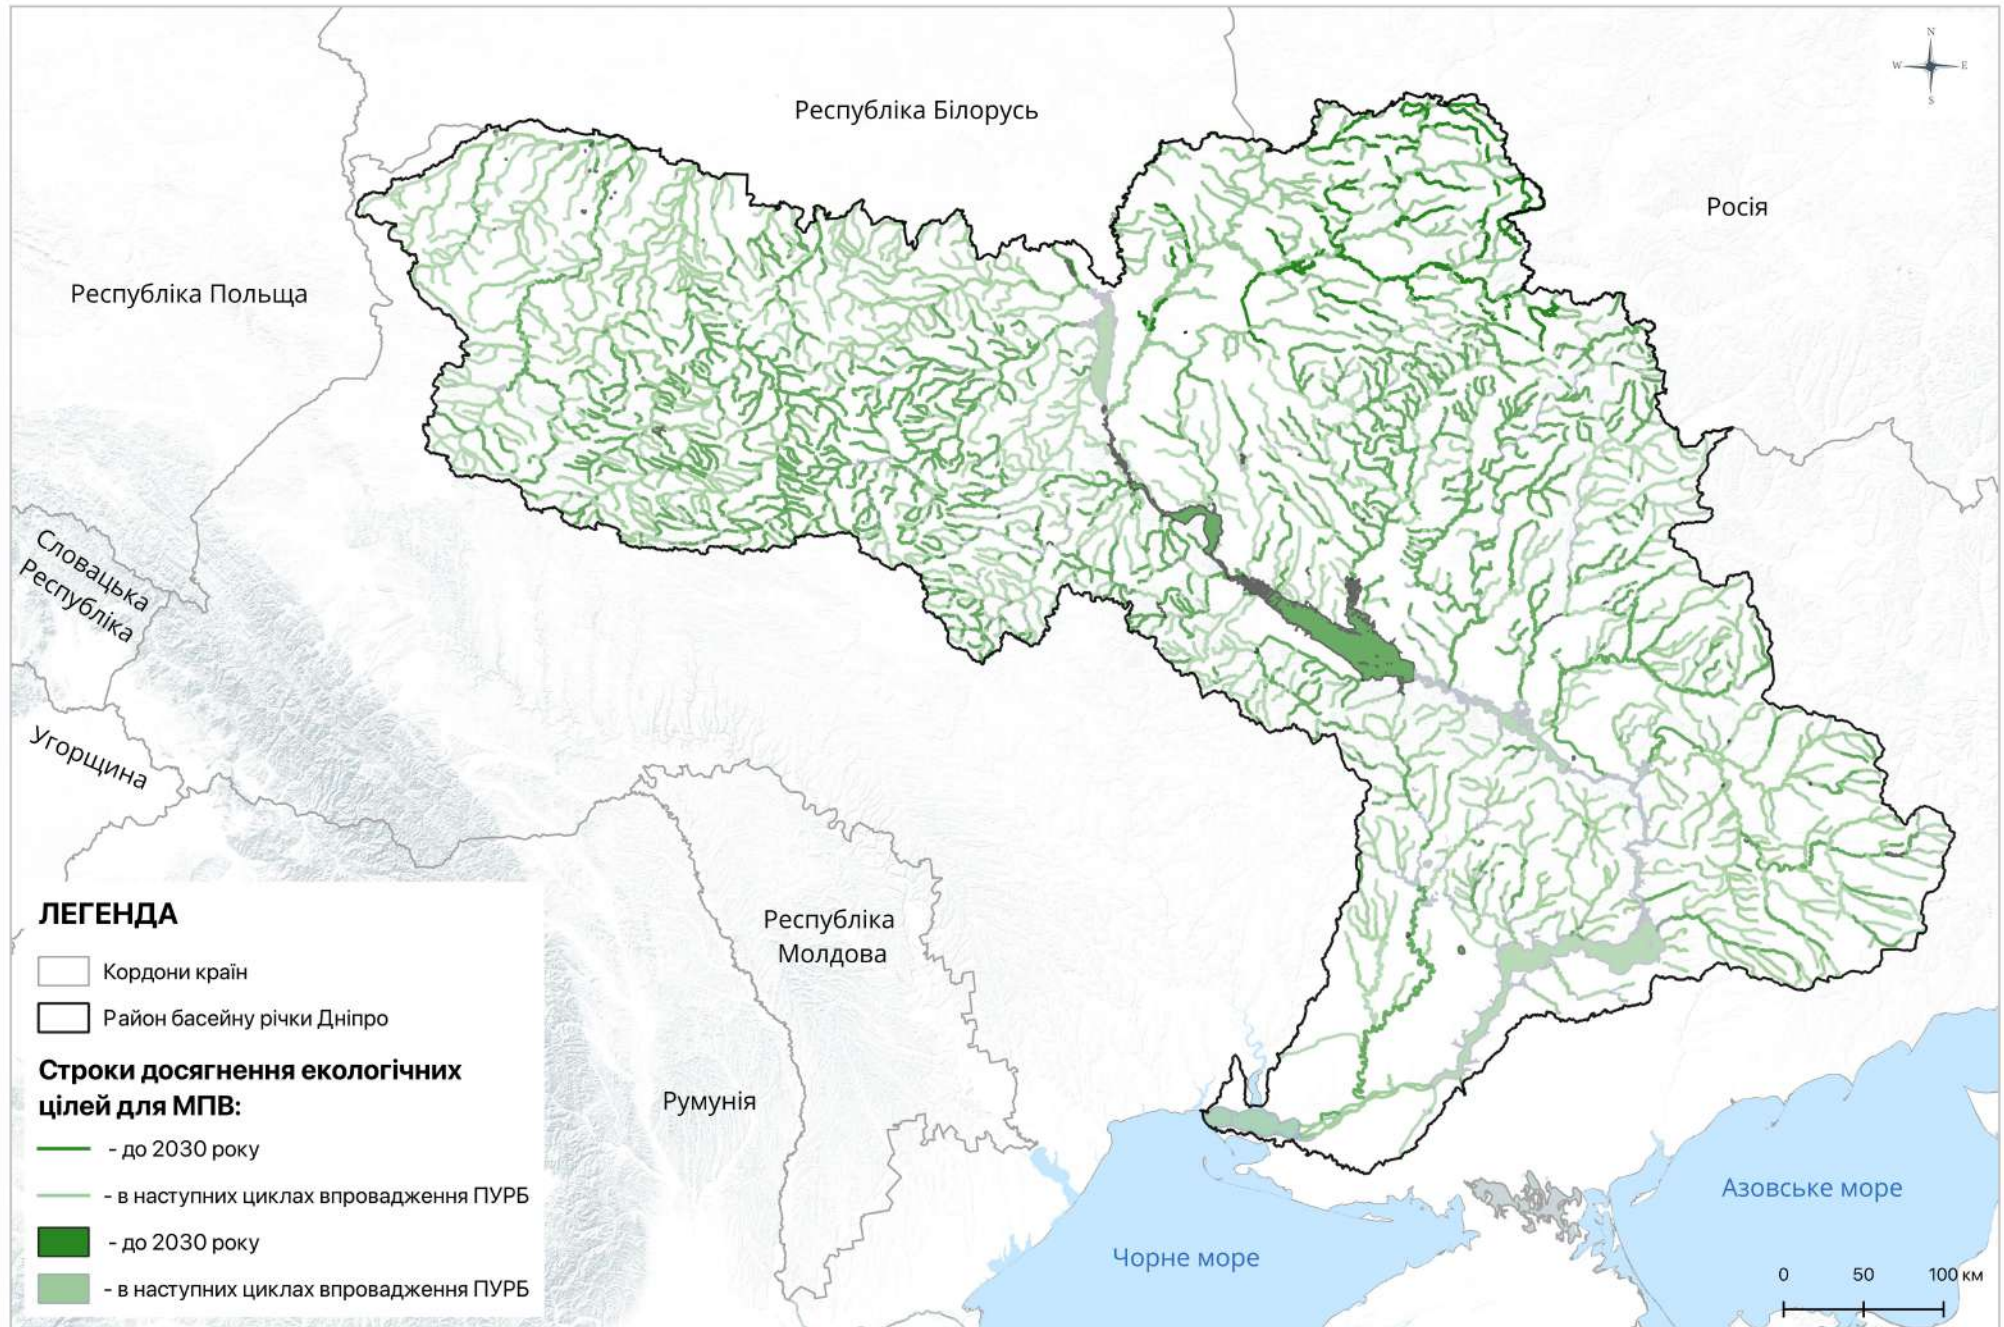 N
W E
S
Республіка Білорусь
Росія
Республіка Польща
Словацька
Республіка
Угорщина
Республіка
Молдова
Румунія
Чорне море
Азовське море
ЛЕГЕНДА
Кордони країн
Район басейну річки Дніпро
Строки досягнення екологічних
цілей для МПВ:
- до 2030 року
- в наступних циклах впровадження ПУРБ
- до 2030 року
- в наступних циклах впровадження ПУРБ
0 50 100 км